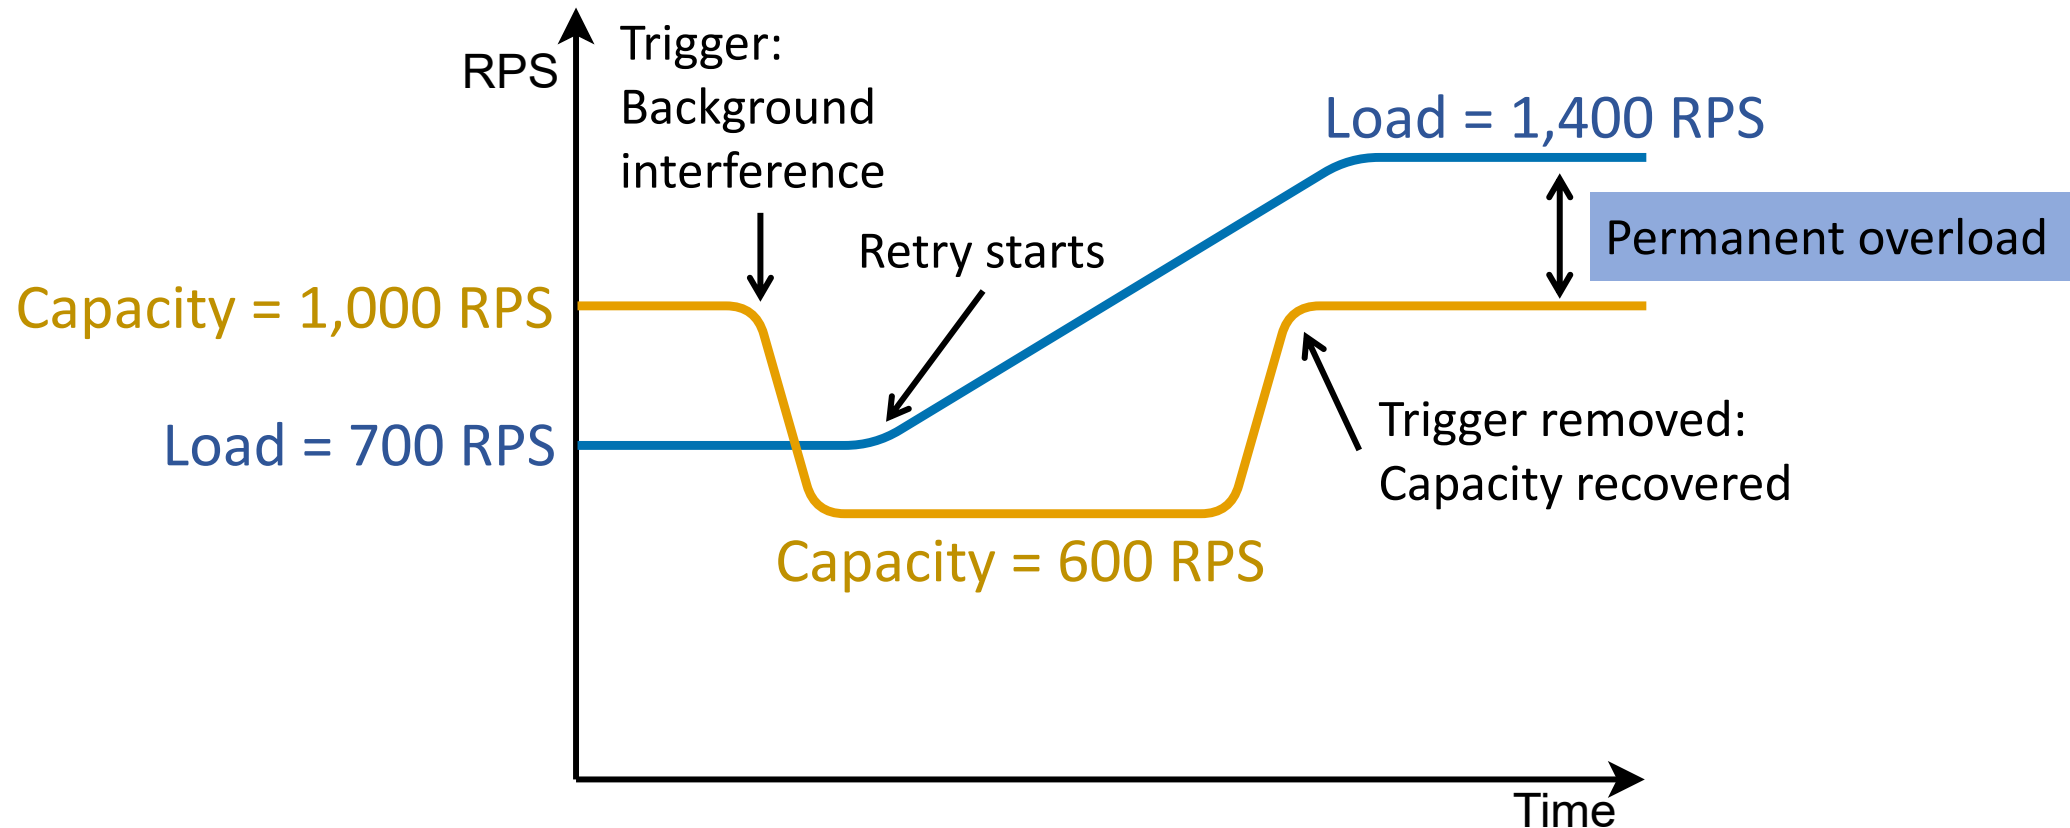 Trigger:
Background
interference
RPS
Load = 1,400 RPS
Permanent overload
Retry starts
Capacity = 1,000 RPS
Load = 700 RPS
Trigger removed:
Capacity recovered
Capacity = 600 RPS
Time